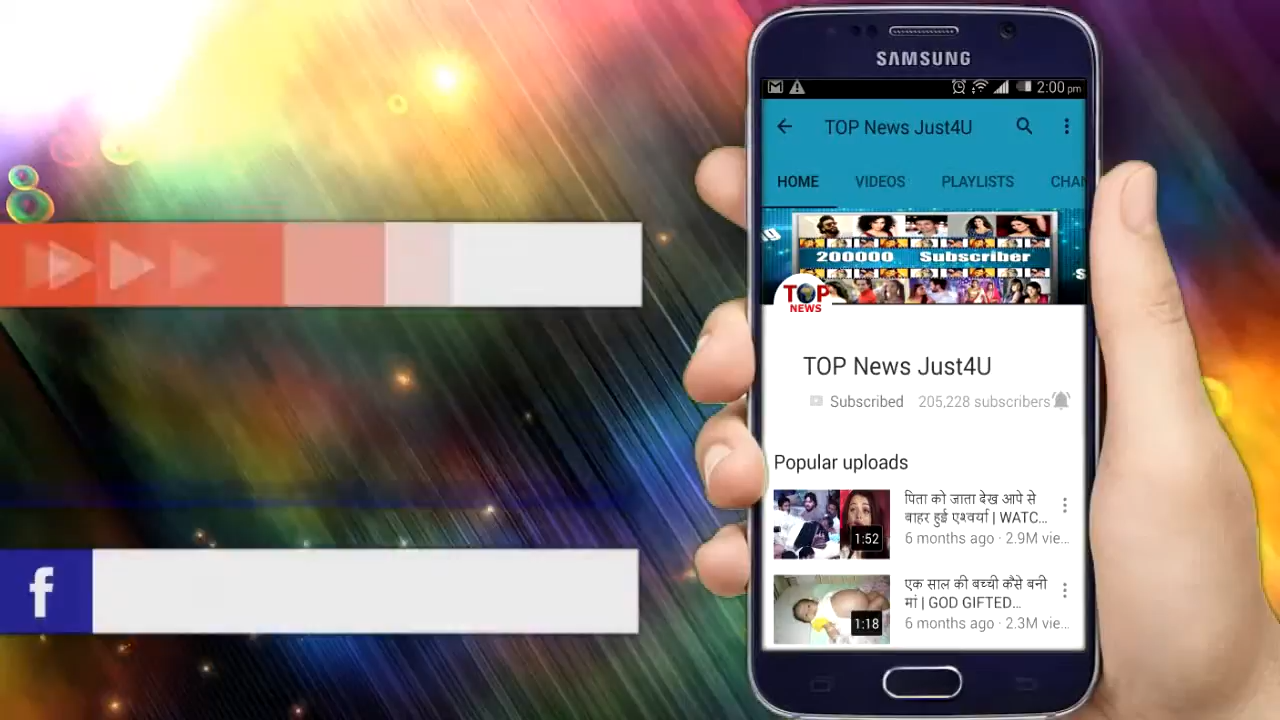 SAMSUNG
2:00 pm
TOP News Just4U
HOME VIDEOS PLAYLISTS CHAN
200000 Subscriber
TOP
NEWS
TOP News Just4U
Subscribed 205,228 subscribers
Popular uploads
पिता को जाता देख आपे से
बाहर हुई एश्वर्या | WATC...
1:52
6 months ago · 2.9M vie...
एक साल की बच्ची कैसे बनी
मां | GOD GIFTED...
1:18
6 months ago · 2.3M vie...
f